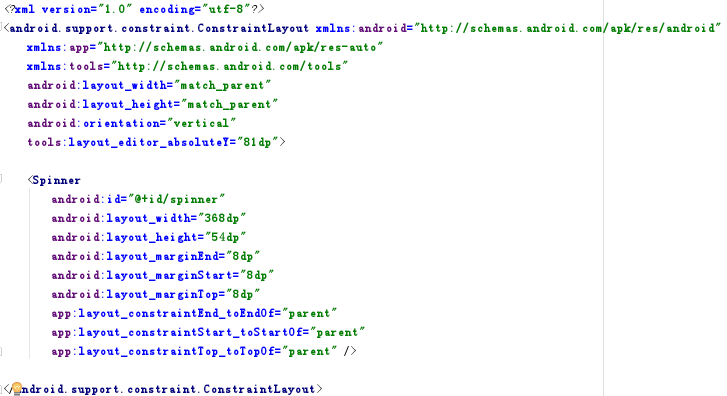 <?xml version="1.0" encoding="utf-8"?>
<android.support.constraint.ConstraintLayout xmlns:android="http://schemas.android.com/apk/res/android"
    xmlns:app="http://schemas.android.com/apk/res-auto"
    xmlns:tools="http://schemas.android.com/tools"
    android:layout_width="match_parent"
    android:layout_height="match_parent"
    android:orientation="vertical"
    tools:layout_editor_absoluteY="81dp">

    <Spinner
        android:id="@+id/spinner"
        android:layout_width="368dp"
        android:layout_height="54dp"
        android:layout_marginEnd="8dp"
        android:layout_marginStart="8dp"
        android:layout_marginTop="8dp"
        app:layout_constraintEnd_toEndOf="parent"
        app:layout_constraintStart_toStartOf="parent"
        app:layout_constraintTop_toTopOf="parent" />

</android.support.constraint.ConstraintLayout>